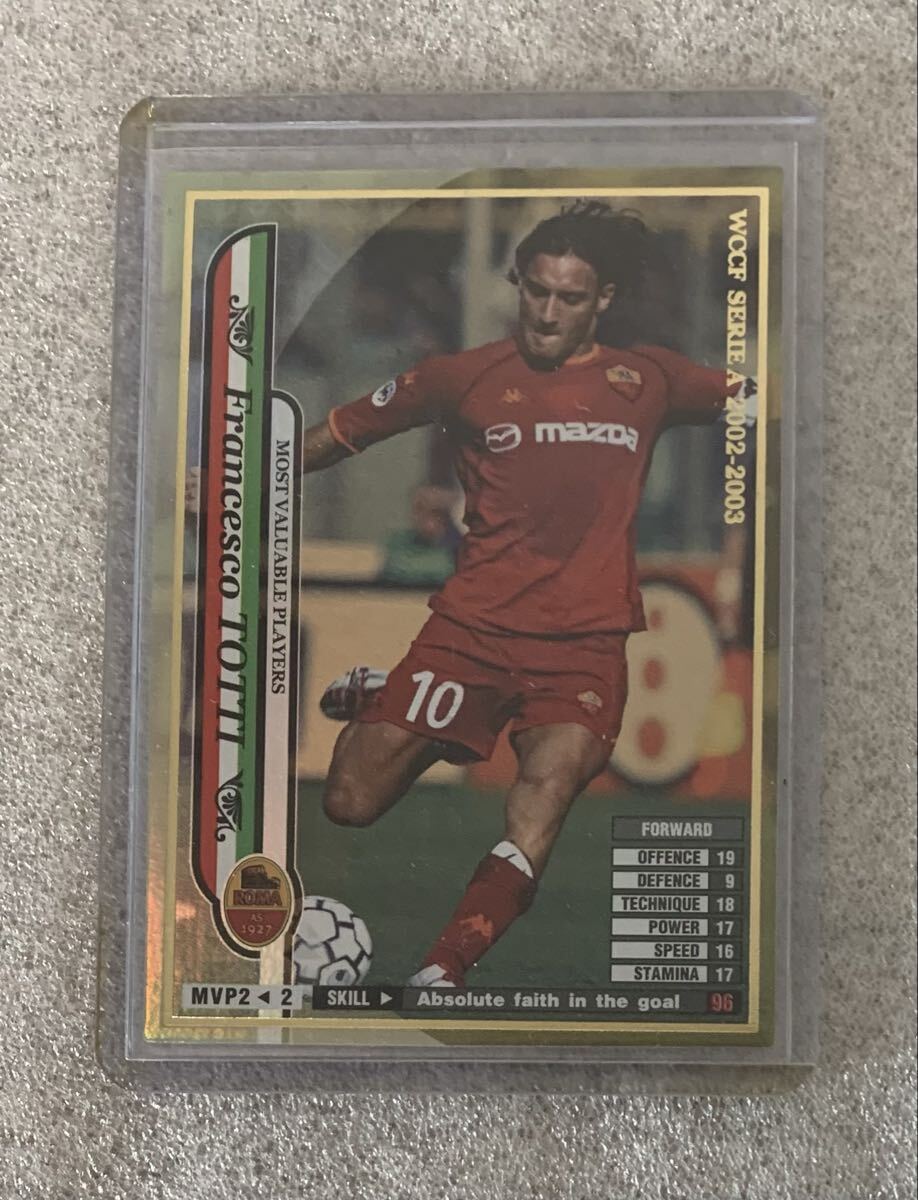 WCCF SERIE A 2002-2003
Francesco TOTTI
MOST VALUABLE PLAYERS
mazda
10
FORWARD
OFFENCE 19
DEFENCE 9
TECHNIQUE 18
POWER 17
SPEED 16
STAMINA 17
ROMA
AS
1927
MVP2 ◀ 2
SKILL ▶ Absolute faith in the goal 96